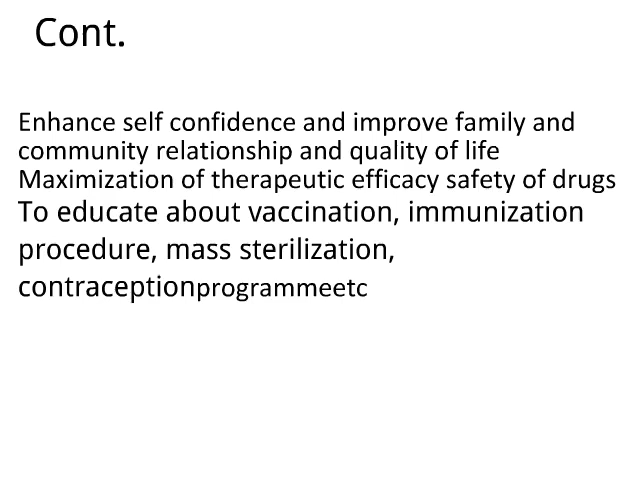 Cont.
Enhance self confidence and improve family and
community relationship and quality of life
Maximization of therapeutic efficacy safety of drugs
To educate about vaccination, immunization
procedure, mass sterilization,
contraceptionprogrammeetc